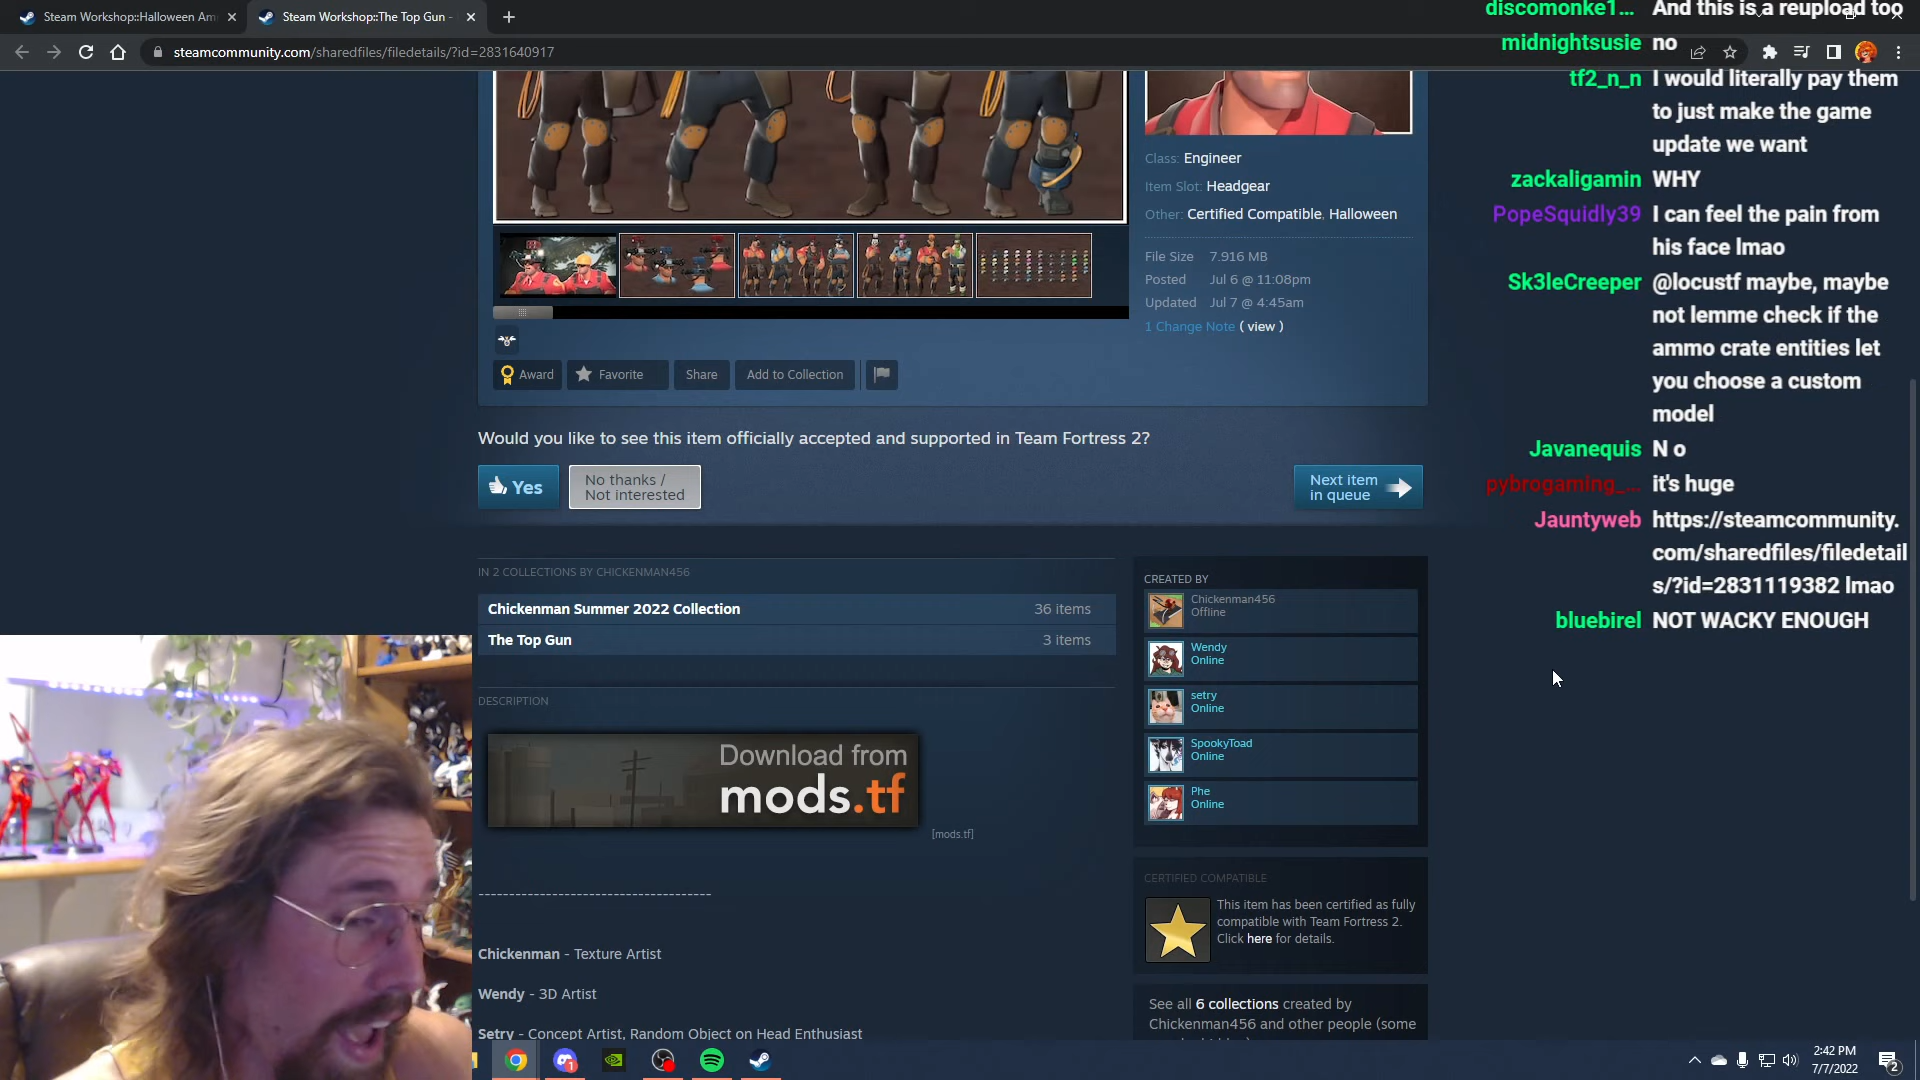 Steam Workshop::Halloween Am
Steam Workshop::The Top Gun -
steamcommunity.com/sharedfiles/filedetails/?id=2831640917
Class: Engineer
Item Slot: Headgear
Other: Certified Compatible, Halloween
File Size 7.916 MB
Posted Jul 6 @ 11:08pm
Updated Jul 7 @ 4:45am
1 Change Note ( view )
Award
Favorite
Share
Add to Collection
Would you like to see this item officially accepted and supported in Team Fortress 2?
Yes
No thanks /
Not interested
Next item
in queue
IN 2 COLLECTIONS BY CHICKENMAN456
Chickenman Summer 2022 Collection 36 items
The Top Gun 3 items
DESCRIPTION
Download from
mods.tf
[mods.tf]
--------------------------------------
Chickenman - Texture Artist
Wendy - 3D Artist
Setry - Concept Artist, Random Object on Head Enthusiast
CREATED BY
Chickenman456
Offline
Wendy
Online
setry
Online
SpookyToad
Online
Phe
Online
CERTIFIED COMPATIBLE
This item has been certified as fully
compatible with Team Fortress 2.
Click here for details.
See all 6 collections created by
Chickenman456 and other people (some
discomonke1... And this is a reupload too
midnightsusie no
tf2_n_n I would literally pay them
to just make the game
update we want
zackaligamin WHY
PopeSquidly39 I can feel the pain from
his face lmao
Sk3leCreeper @locustf maybe, maybe
not lemme check if the
ammo crate entities let
you choose a custom
model
Javanequis N o
pybrogaming_... it's huge
Jauntyweb https://steamcommunity.
com/sharedfiles/filedetail
s/?id=2831119382 lmao
bluebirel NOT WACKY ENOUGH
2:42 PM
7/7/2022
2
1